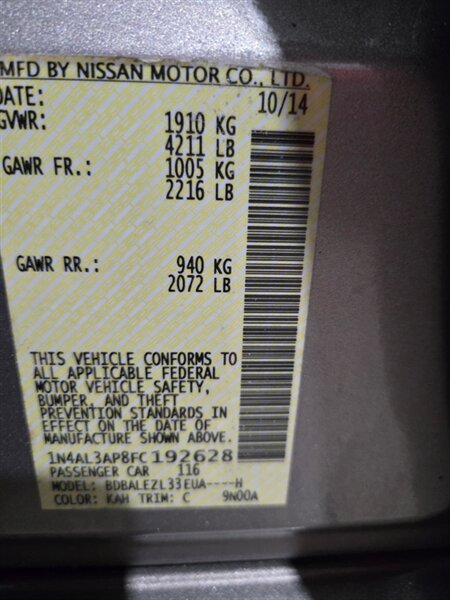 MFD BY NISSAN MOTOR CO., LTD.
DATE: 10/14
GVWR: 1910 KG
4211 LB
GAWR FR.: 1005 KG
2216 LB
GAWR RR.: 940 KG
2072 LB
THIS VEHICLE CONFORMS TO
ALL APPLICABLE FEDERAL
MOTOR VEHICLE SAFETY,
BUMPER, AND THEFT
PREVENTION STANDARDS IN
EFFECT ON THE DATE OF
MANUFACTURE SHOWN ABOVE.
1N4AL3AP8FC192628
PASSENGER CAR 116
MODEL: BDBALEZL33EUA----H
COLOR: KAH TRIM: C 9N00A